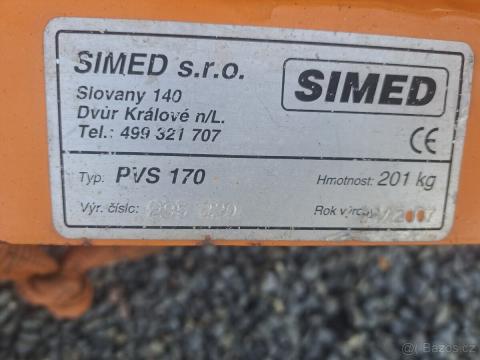 SIMED s.r.o.
SIMED
Slovany 140
Dvůr Králové n/L.
Tel.: 499 321 707
CE
Typ: PVS 170
Hmotnost: 201 kg
Výr. číslo:
Rok výroby
Bazos.cz